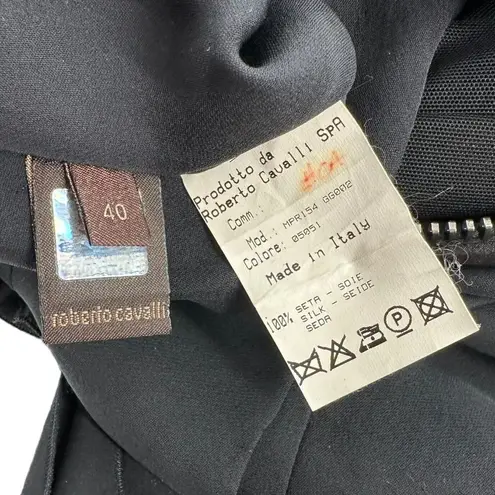 40
roberto cavalli
Prodotto da
Roberto Cavalli SpA
Comm.:
Mod.: MPR154 GG002
Colore: 05051
Made in Italy
100% SETA - SOIE
SILK - SEIDE
SEDA
P